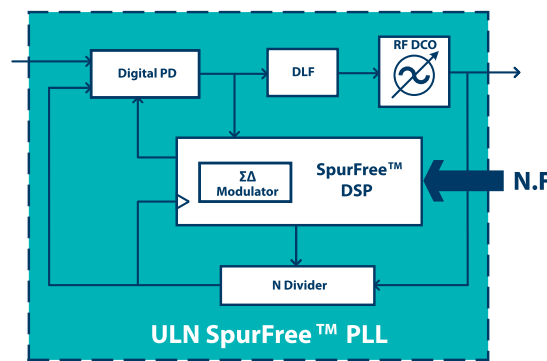 RF DCO
Digital PD
DLF
SpurFree™
DSP
ΣΔ
Modulator
N.F
N Divider
ULN SpurFree™ PLL